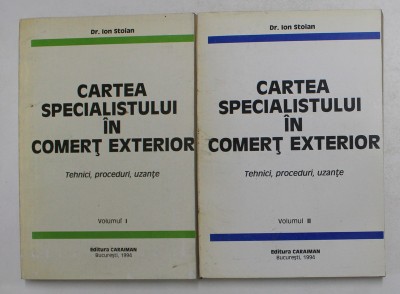 Dr. Ion Stoian
CARTEA
SPECIALISTULUI
ÎN
COMERŢ EXTERIOR
Tehnici, proceduri, uzanţe
Volumul I
Editura CARAIMAN
Bucureşti, 1996
Dr. Ion Stoian
CARTEA
SPECIALISTULUI
ÎN
COMERŢ EXTERIOR
Tehnici, proceduri, uzanţe
Volumul II
Editura CARAIMAN
Bucureşti, 1996